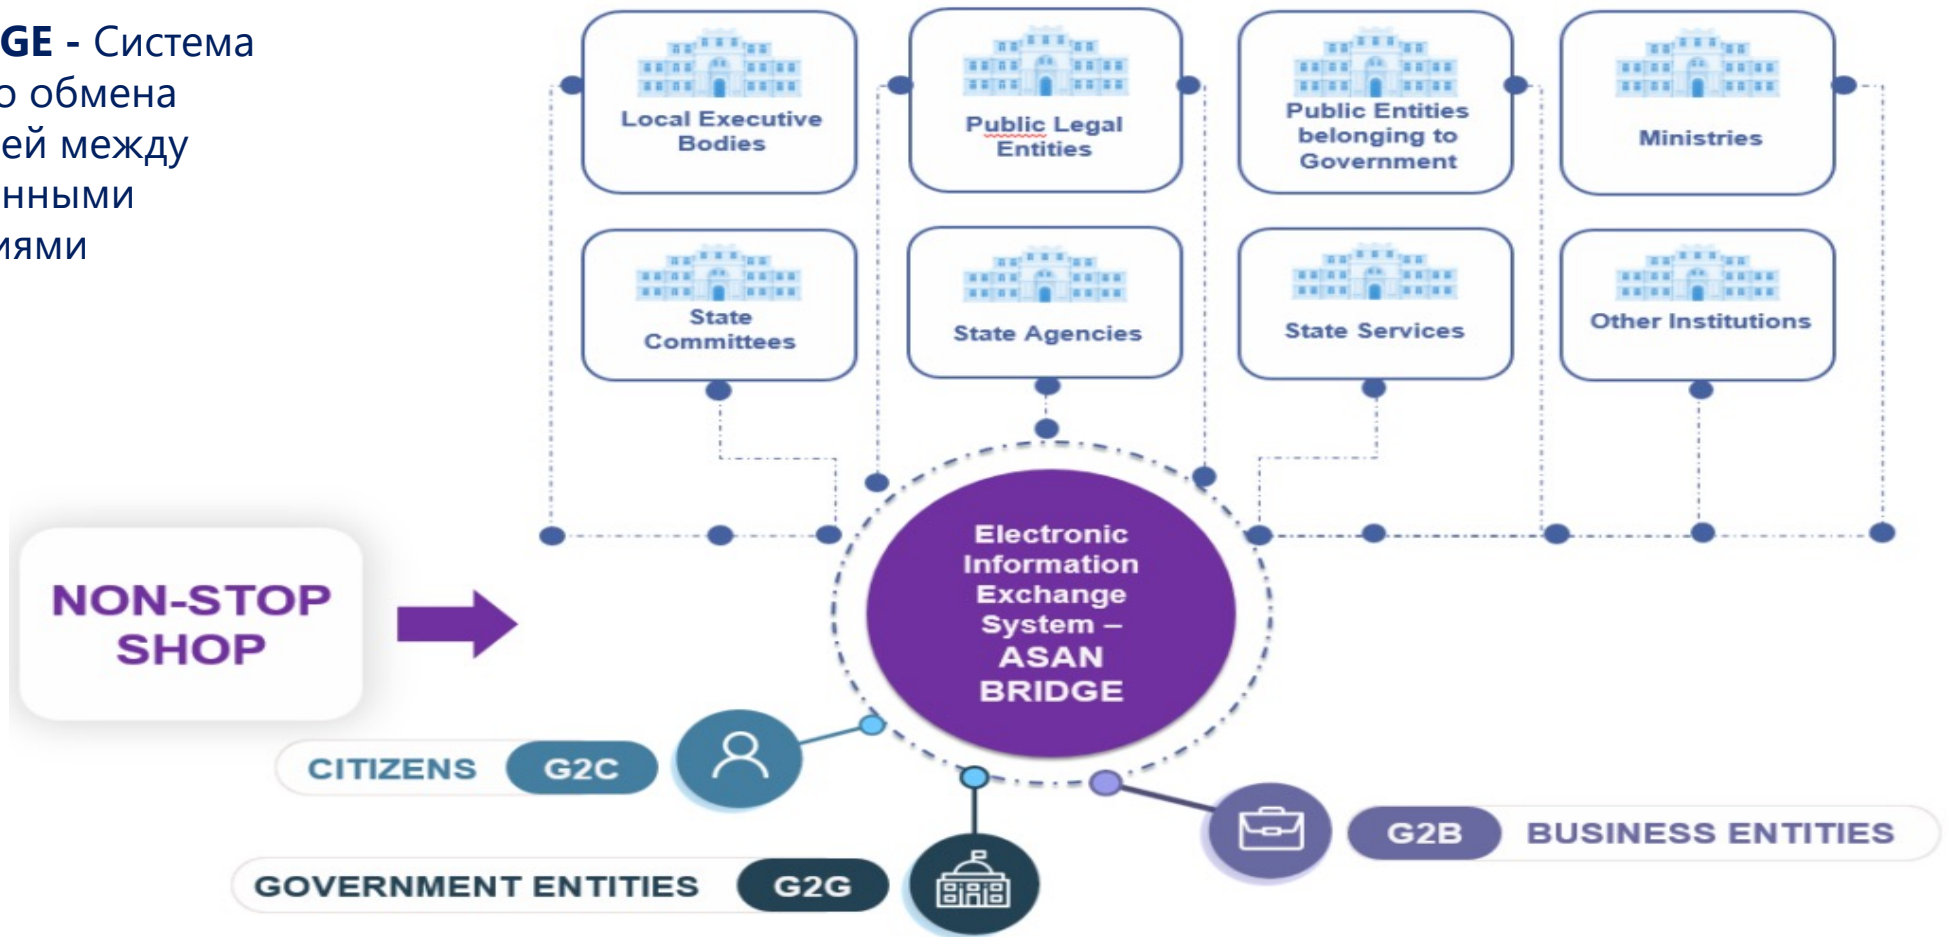 GE - Система
о обмена
ей между
нными
иями
Local Executive
Bodies
Public Legal
Entities
Public Entities
belonging to
Government
Ministries
State
Committees
State Agencies
State Services
Other Institutions
Electronic
Information
Exchange
System –
ASAN
BRIDGE
NON-STOP
SHOP
CITIZENS G2C
GOVERNMENT ENTITIES G2G
G2B BUSINESS ENTITIES